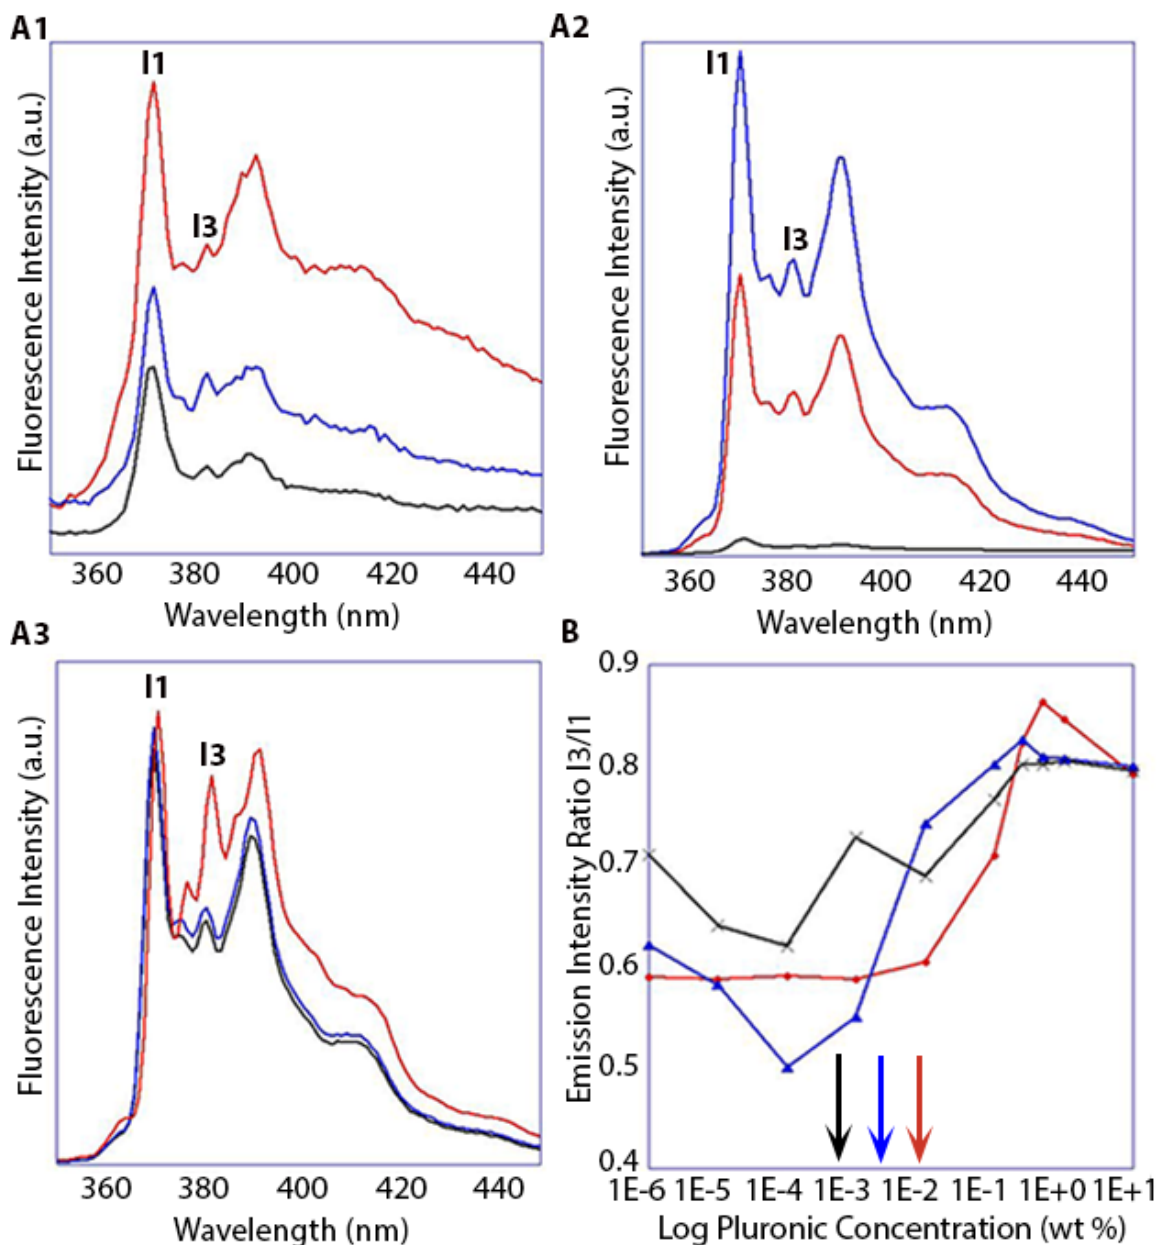 A1
I1
I3
Fluorescence Intensity (a.u.)
360 380 400 420 440
Wavelength (nm)
A2
I1
I3
Fluorescence Intensity (a.u.)
360 380 400 420 440
Wavelength (nm)
A3
I1
I3
Fluorescence Intensity (a.u.)
360 380 400 420 440
Wavelength (nm)
B
Emission Intensity Ratio I3/I1
0.9
0.8
0.7
0.6
0.5
0.4
1E-6 1E-5 1E-4 1E-3 1E-2 1E-1 1E+0 1E+1
Log Pluronic Concentration (wt %)